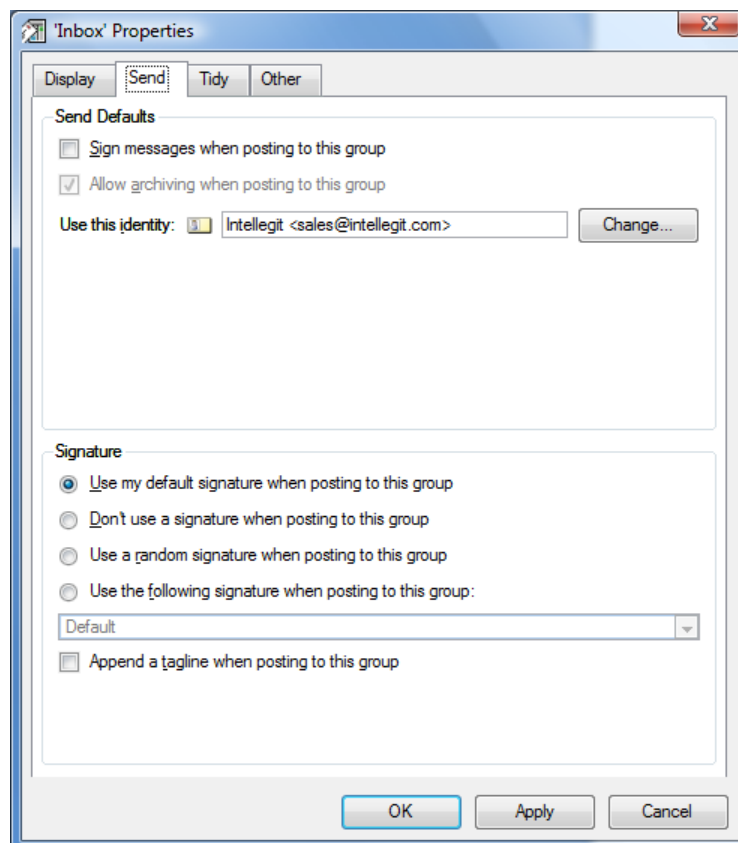 'Inbox' Properties
Display Send Tidy Other
Send Defaults
Sign messages when posting to this group
Allow archiving when posting to this group
Use this identity: Intellegit <sales@intellegit.com> Change...
Signature
Use my default signature when posting to this group
Don't use a signature when posting to this group
Use a random signature when posting to this group
Use the following signature when posting to this group:
Default
Append a tagline when posting to this group
OK Apply Cancel